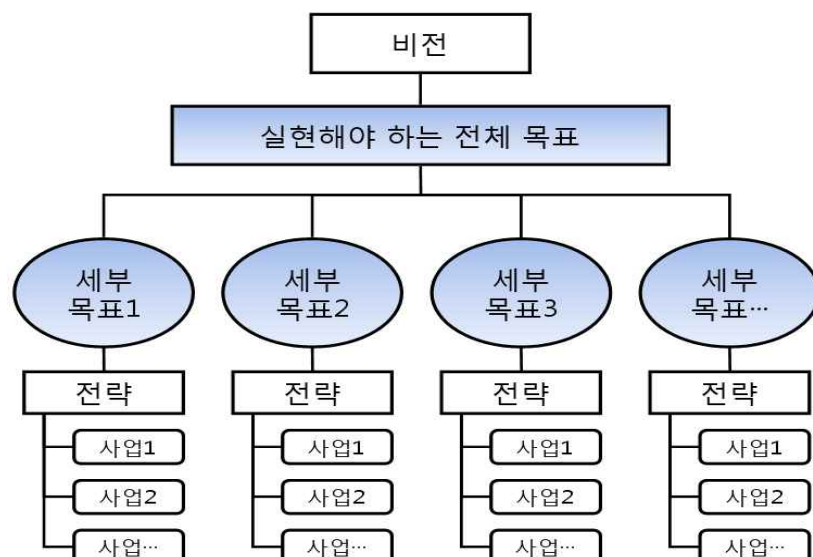 비전
실현해야 하는 전체 목표
세부
목표1
세부
목표2
세부
목표3
세부
목표…
전략
전략
전략
전략
사업1
사업1
사업1
사업1
사업2
사업2
사업2
사업2
사업…
사업…
사업…
사업…